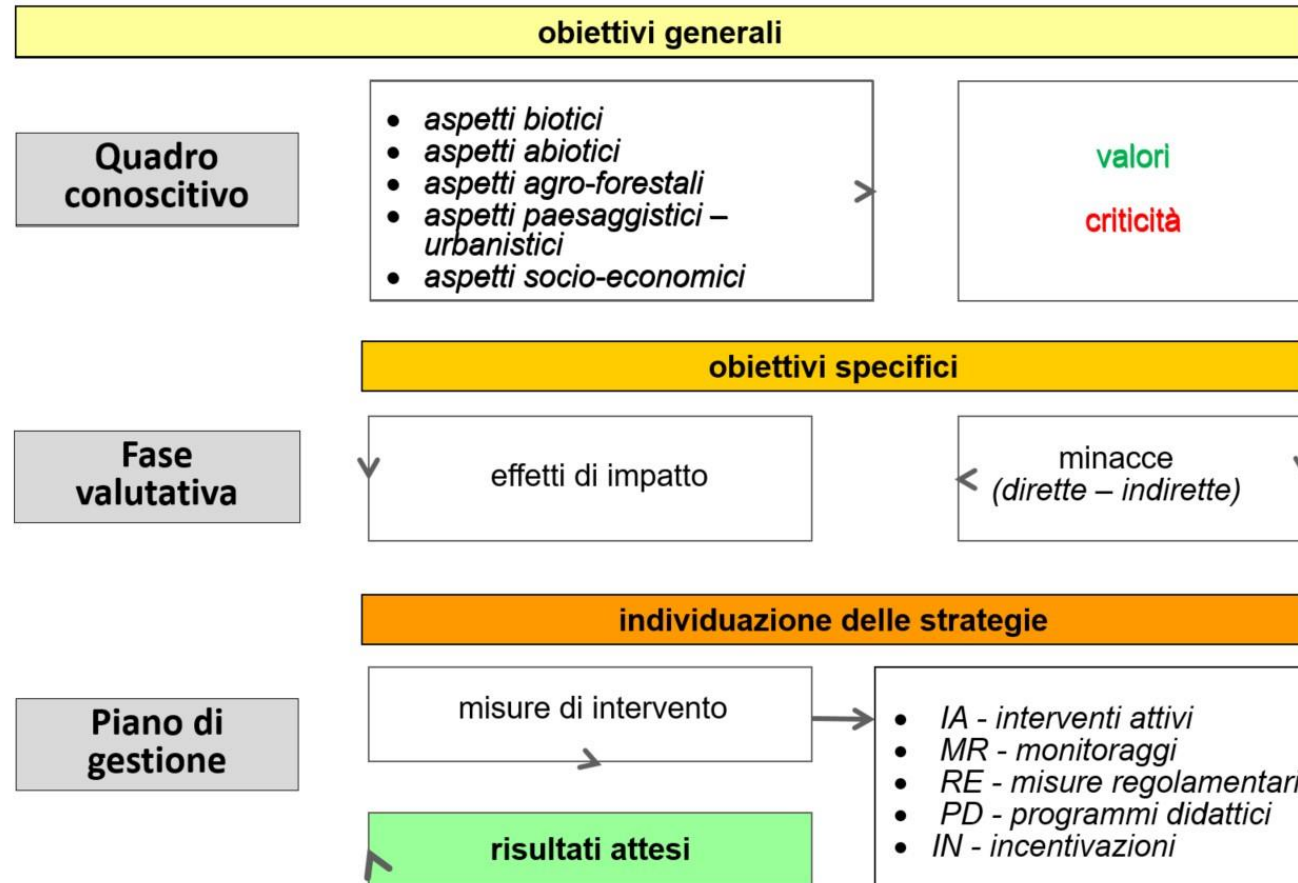 obiettivi generali
Quadro
conoscitivo
• aspetti biotici
• aspetti abiotici
• aspetti agro-forestali
• aspetti paesaggistici –
urbanistici
• aspetti socio-economici
valori
criticità
obiettivi specifici
Fase
valutativa
effetti di impatto
minacce
(dirette – indirette)
individuazione delle strategie
Piano di
gestione
misure di intervento
• IA - interventi attivi
• MR - monitoraggi
• RE - misure regolamentari
• PD - programmi didattici
• IN - incentivazioni
risultati attesi